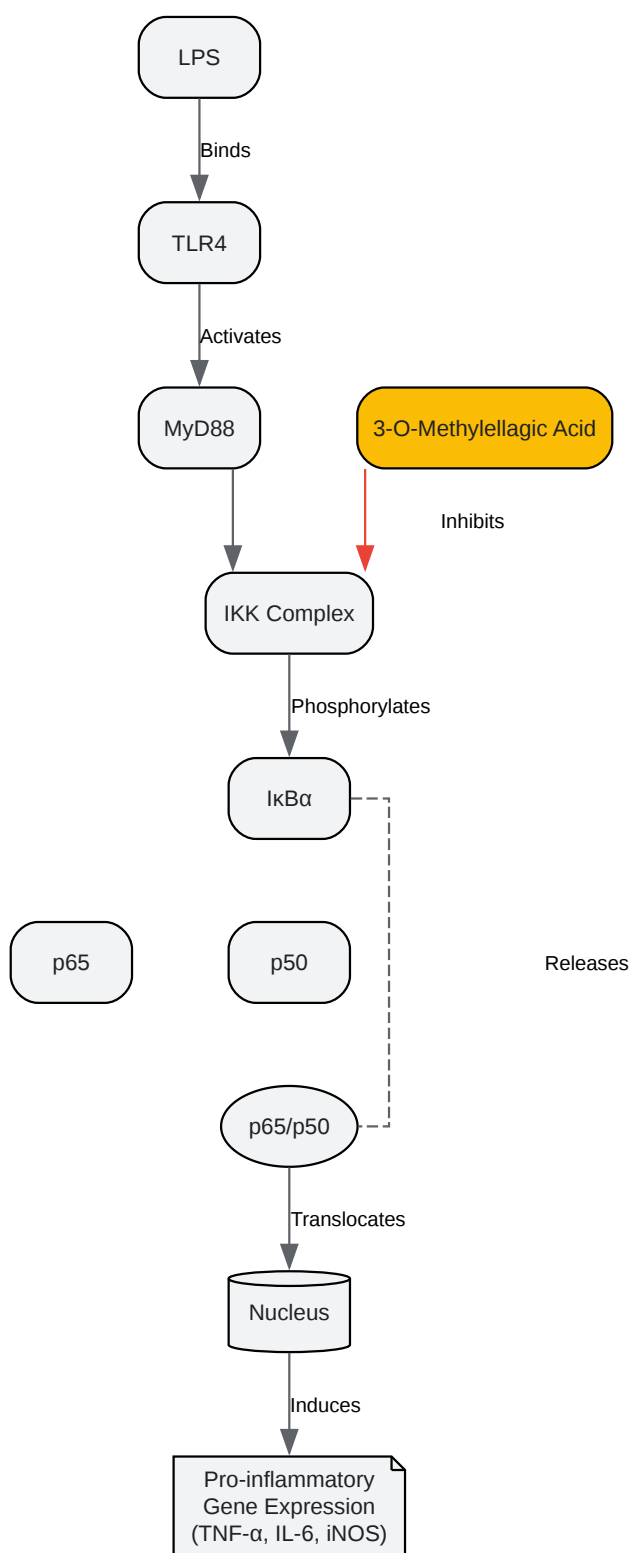 LPS
Binds
TLR4
Activates
MyD88
3-O-Methylellagic Acid
Inhibits
IKK Complex
Phosphorylates
IκBα
p65
p50
Releases
p65/p50
Translocates
Nucleus
Induces
Pro-inflammatory
Gene Expression
(TNF-α, IL-6, iNOS)